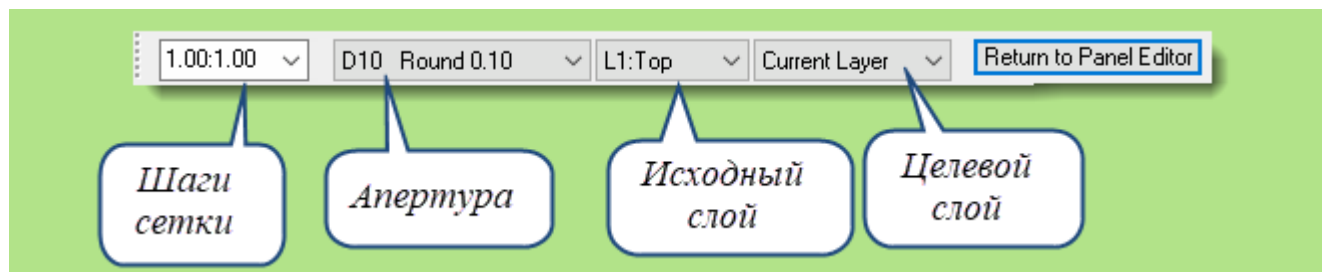 1.00:1.00 D10 Round 0.10 L1:Top Current Layer Return to Panel Editor
Шаги
сетки
Апертура
Исходный
слой
Целевой
слой